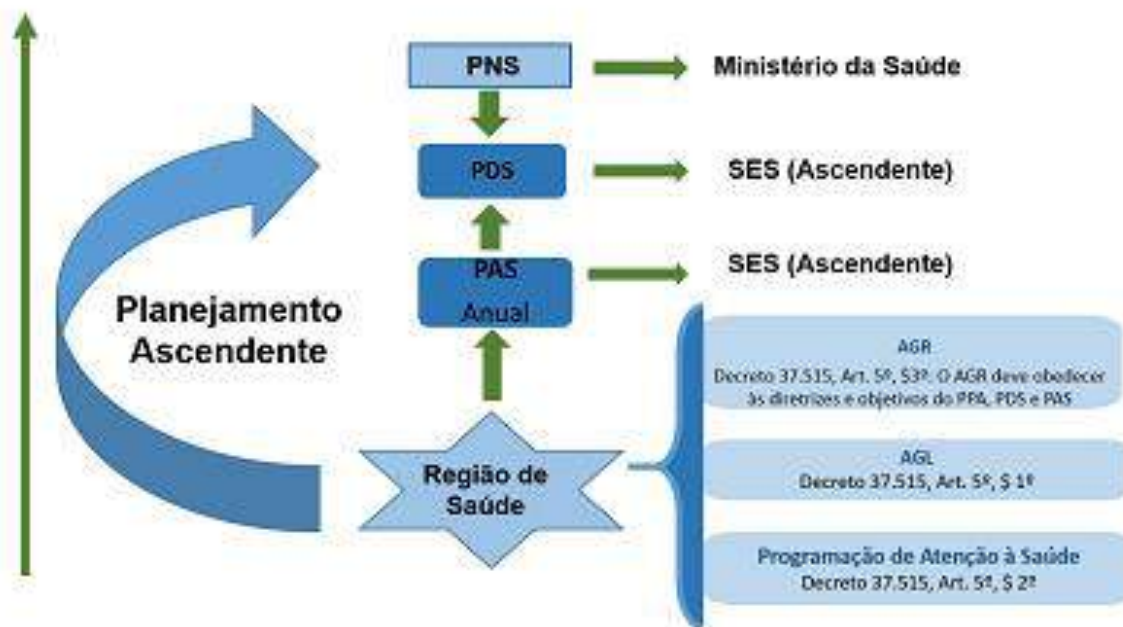 PNS
Ministério da Saúde
PDS
SES (Ascendente)
PAS
Anual
SES (Ascendente)
Planejamento
Ascendente
Região de
Saúde
AGR
Decreto 37.515, Art. 5º, $3º. O AGR deve obedecer
às diretrizes e objetivos do PPA, PDS e PAS
AGL
Decreto 37.515, Art. 5º, $ 1º
Programação de Atenção à Saúde
Decreto 37.515, Art. 5º, $ 2º